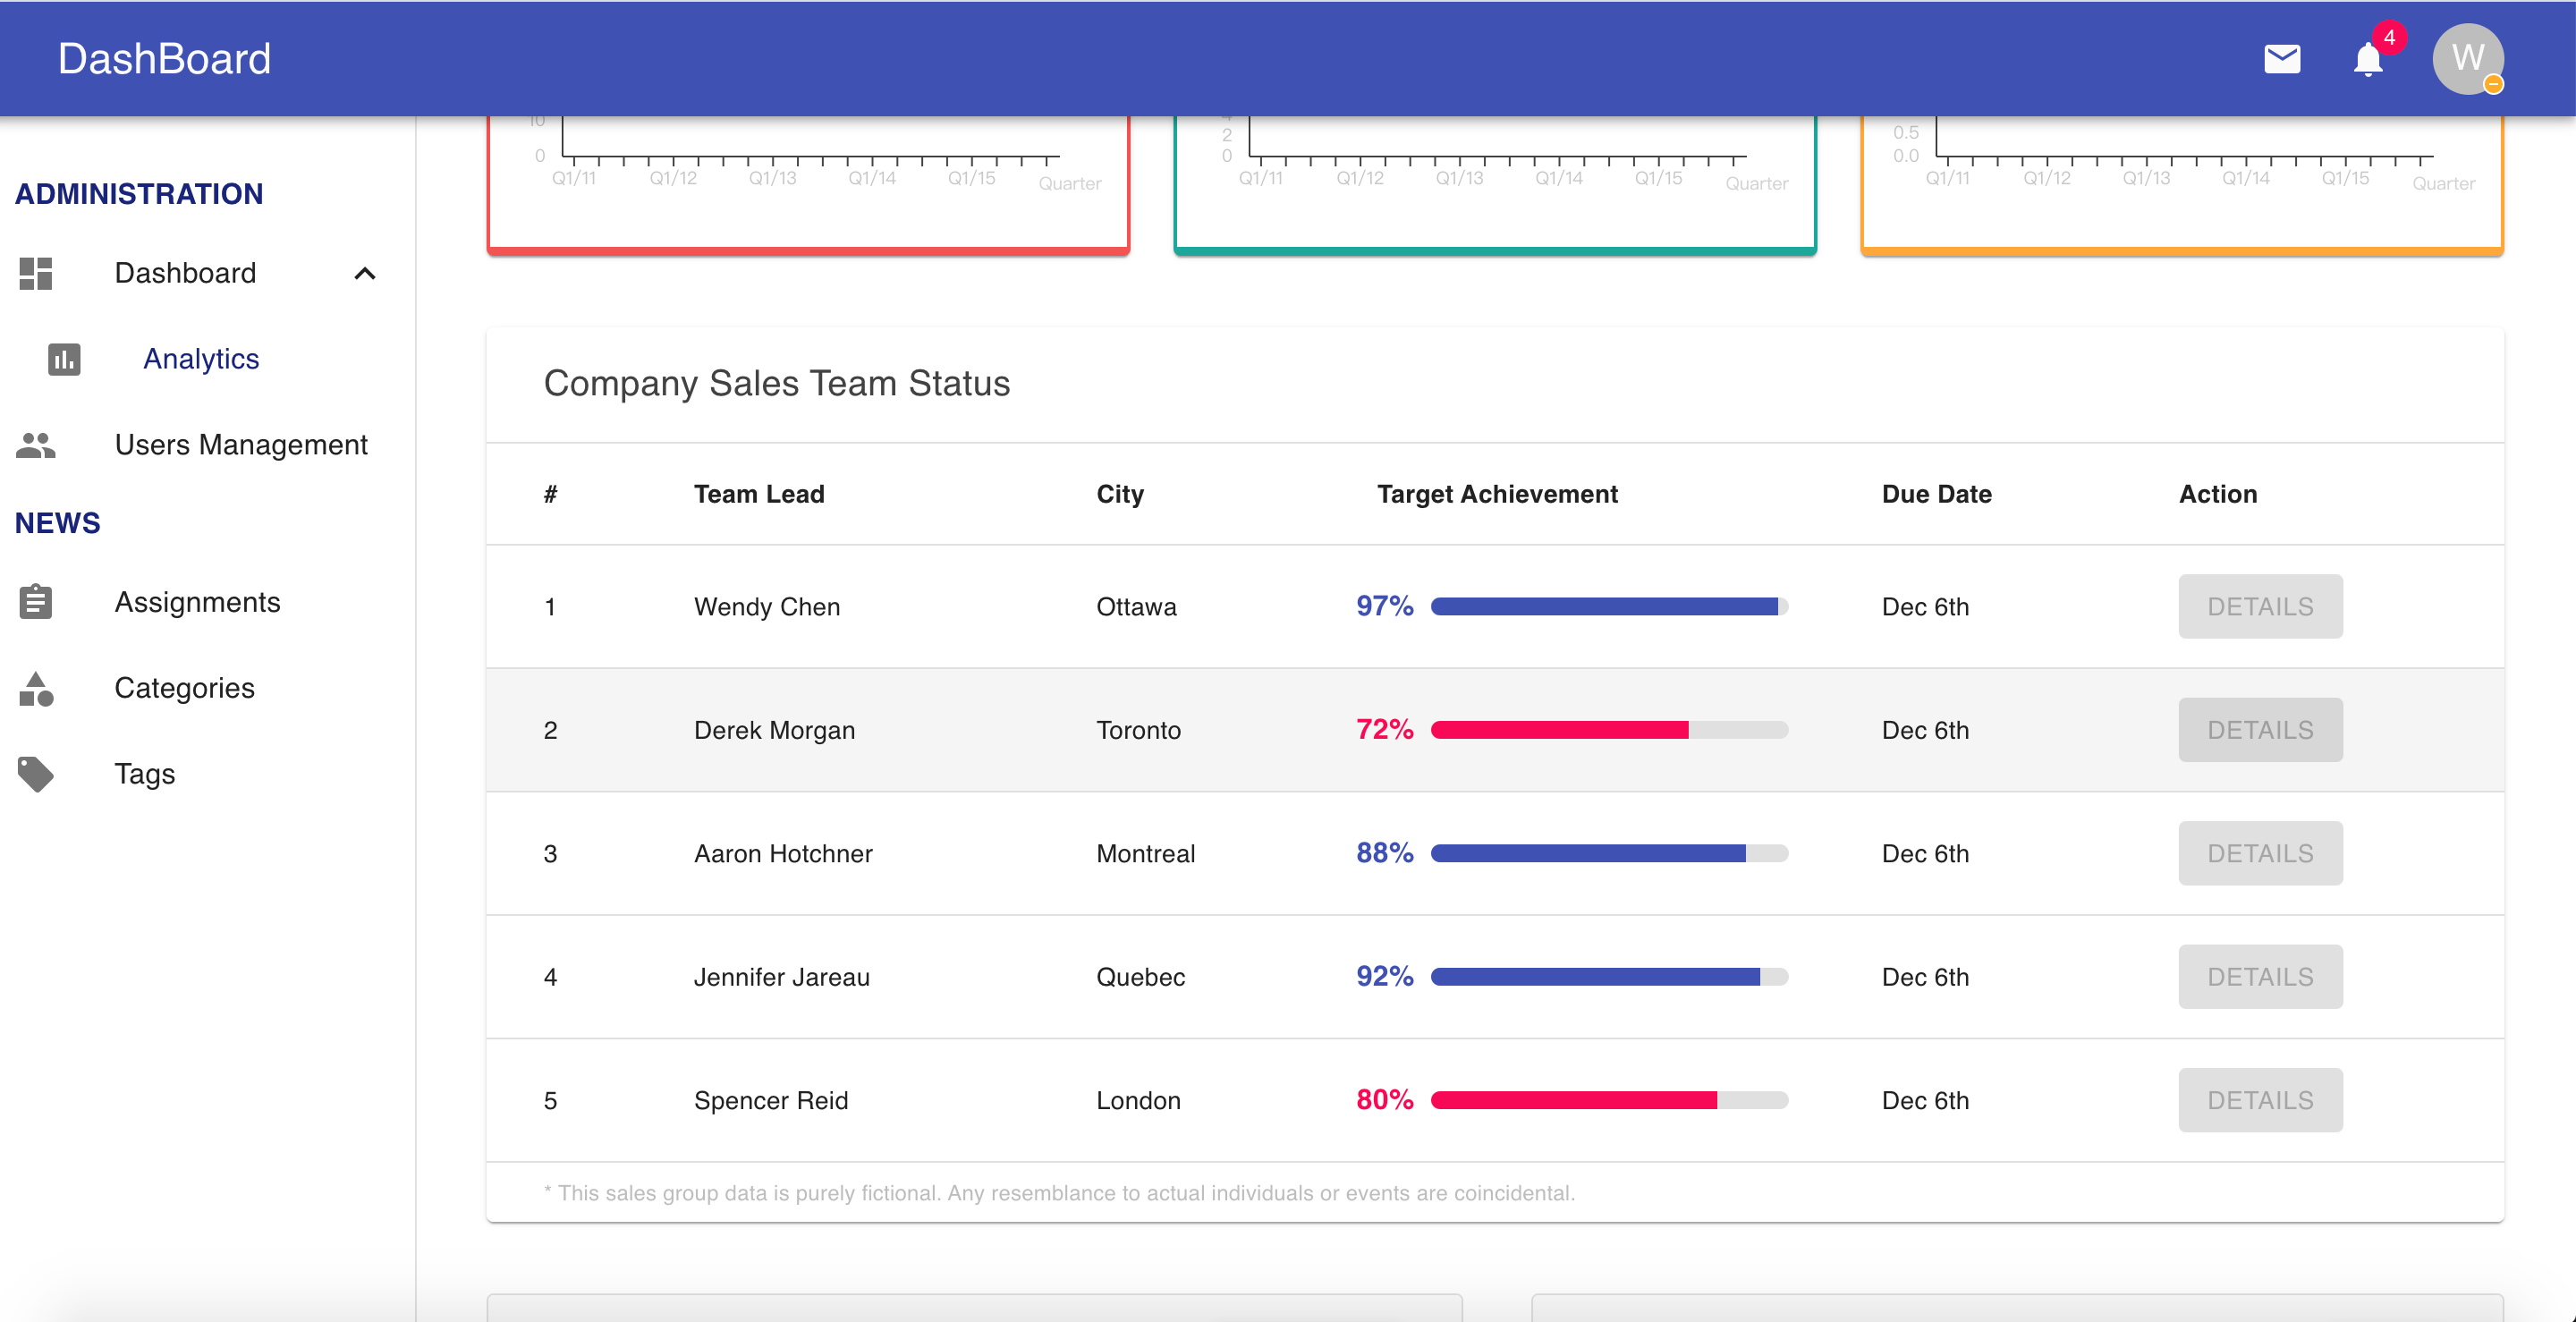 DashBoard
4
W
10
0
Q1/11 Q1/12 Q1/13 Q1/14 Q1/15 Quarter
2
0
Q1/11 Q1/12 Q1/13 Q1/14 Q1/15 Quarter
0.5
0.0
Q1/11 Q1/12 Q1/13 Q1/14 Q1/15 Quarter
ADMINISTRATION
Dashboard
Analytics
Users Management
NEWS
Assignments
Categories
Tags
Company Sales Team Status
# Team Lead City Target Achievement Due Date Action
1 Wendy Chen Ottawa 97% Dec 6th DETAILS
2 Derek Morgan Toronto 72% Dec 6th DETAILS
3 Aaron Hotchner Montreal 88% Dec 6th DETAILS
4 Jennifer Jareau Quebec 92% Dec 6th DETAILS
5 Spencer Reid London 80% Dec 6th DETAILS
* This sales group data is purely fictional. Any resemblance to actual individuals or events are coincidental.